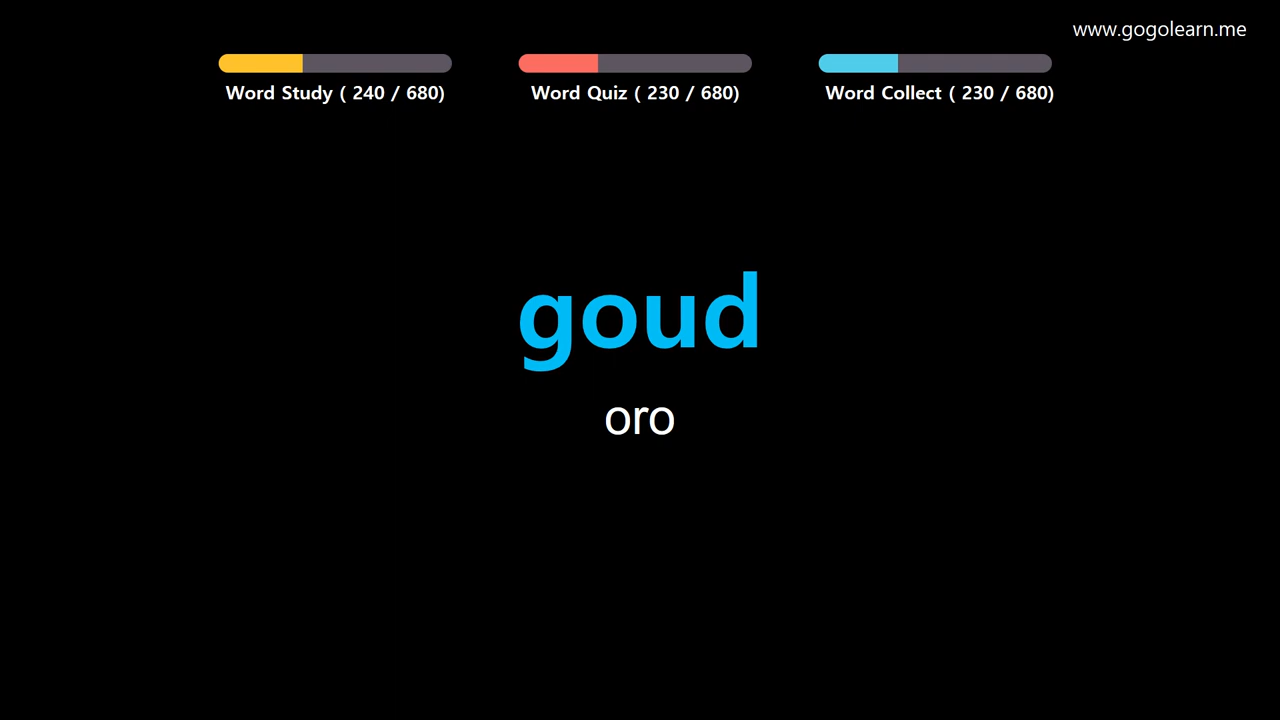 www.gogolearn.me
Word Study ( 240 / 680)
Word Quiz ( 230 / 680)
Word Collect ( 230 / 680)
goud
oro